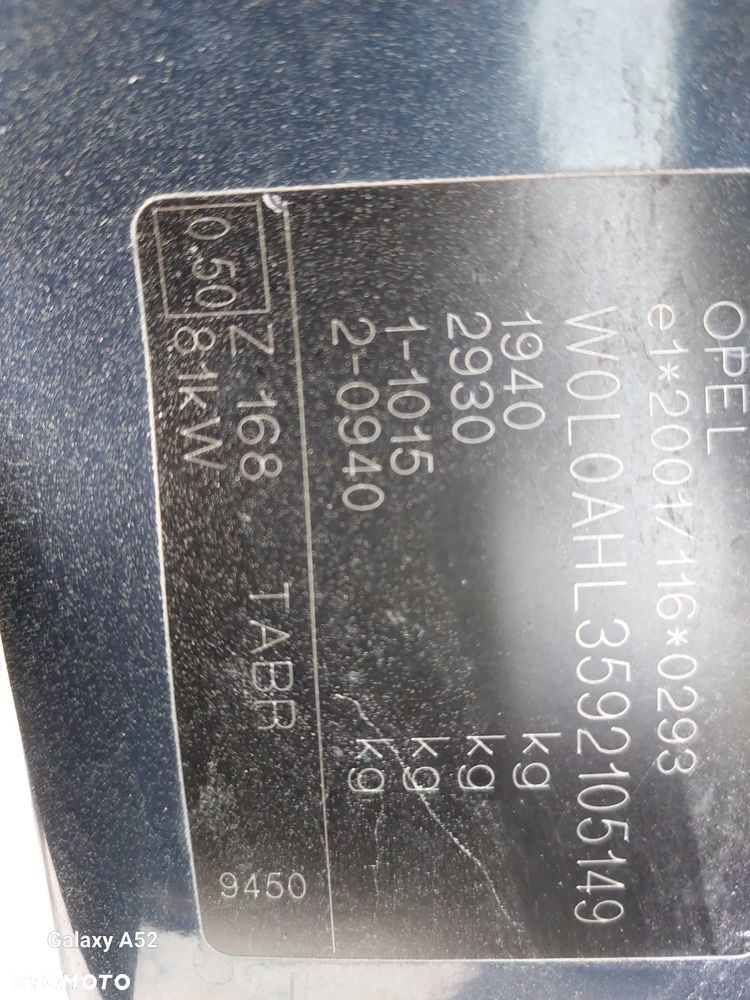 OPEL
e1*2001/116*0293
W0L0AHL3592105149
1940 kg
2930 kg
1-1015 kg
2-0940 kg
0.50 Z 168 TABR 9450
81kW
Galaxy A52
OTOMOTO